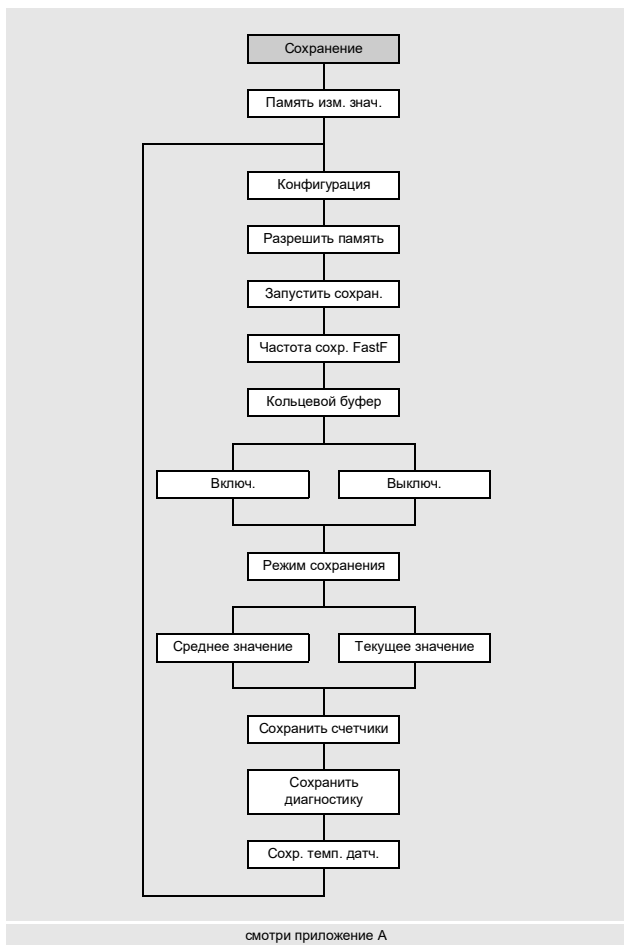 Сохранение
Память изм. знач.
Конфигурация
Разрешить память
Запустить сохран.
Частота сохр. FastF
Кольцевой буфер
Включ.
Выключ.
Режим сохранения
Среднее значение
Текущее значение
Сохранить счетчики
Сохранить
диагностику
Сохр. темп. датч.
смотри приложение A